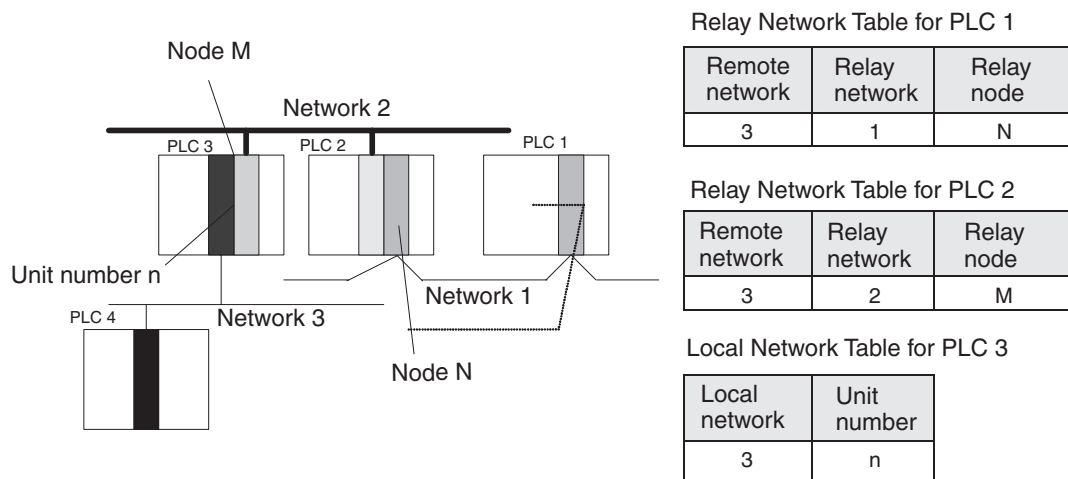 Node M
Network 2
PLC 3
PLC 2
PLC 1
Unit number n
Network 1
PLC 4
Network 3
Node N
Relay Network Table for PLC 1
Remote network
Relay network
Relay node
3
1
N
Relay Network Table for PLC 2
Remote network
Relay network
Relay node
3
2
M
Local Network Table for PLC 3
Local network
Unit number
3
n